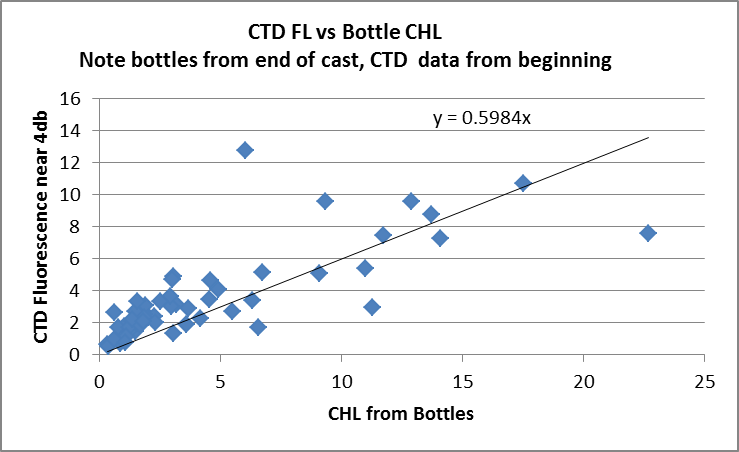 CTD FL vs Bottle CHL
Note bottles from end of cast, CTD  data from beginning
16
14
12
10
8
6
4
2
0
CTD Fluorescence near 4db
y = 0.5984x
0 5 10 15 20 25
CHL from Bottles